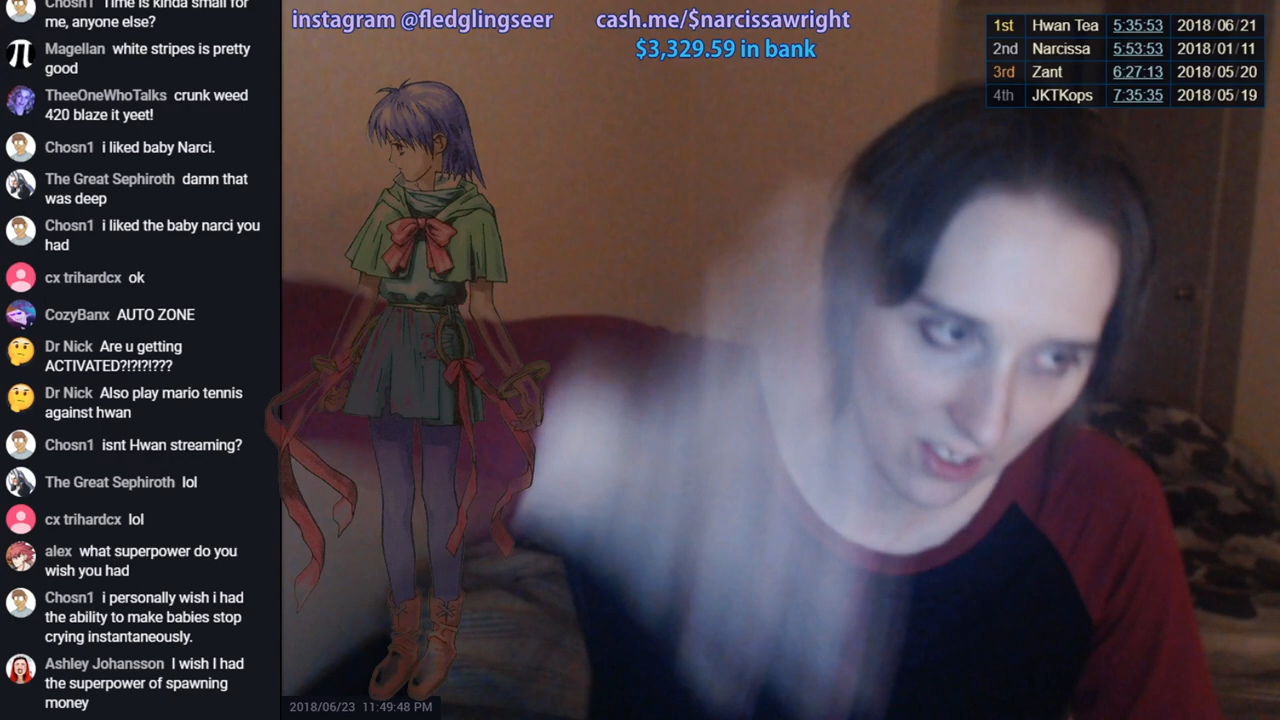 Chosn1 Time is kinda small for
me, anyone else?
Magellan white stripes is pretty
good
TheeOneWhoTalks crunk weed
420 blaze it yeet!
Chosn1 i liked baby Narci.
The Great Sephiroth damn that
was deep
Chosn1 i liked the baby narci you
had
cx trihardcx ok
CozyBanx AUTO ZONE
Dr Nick Are u getting
ACTIVATED?!?!?!???
Dr Nick Also play mario tennis
against hwan
Chosn1 isnt Hwan streaming?
The Great Sephiroth lol
cx trihardcx lol
alex what superpower do you
wish you had
Chosn1 i personally wish i had
the ability to make babies stop
crying instantaneously.
Ashley Johansson I wish I had
the superpower of spawning
money
instagram @fledglingseer cash.me/$narcissawright
$3,329.59 in bank
1st Hwan Tea 5:35:53 2018/06/21
2nd Narcissa 5:53:53 2018/01/11
3rd Zant 6:27:13 2018/05/20
4th JKTKops 7:35:35 2018/05/19
2018/06/23 11:49:48 PM